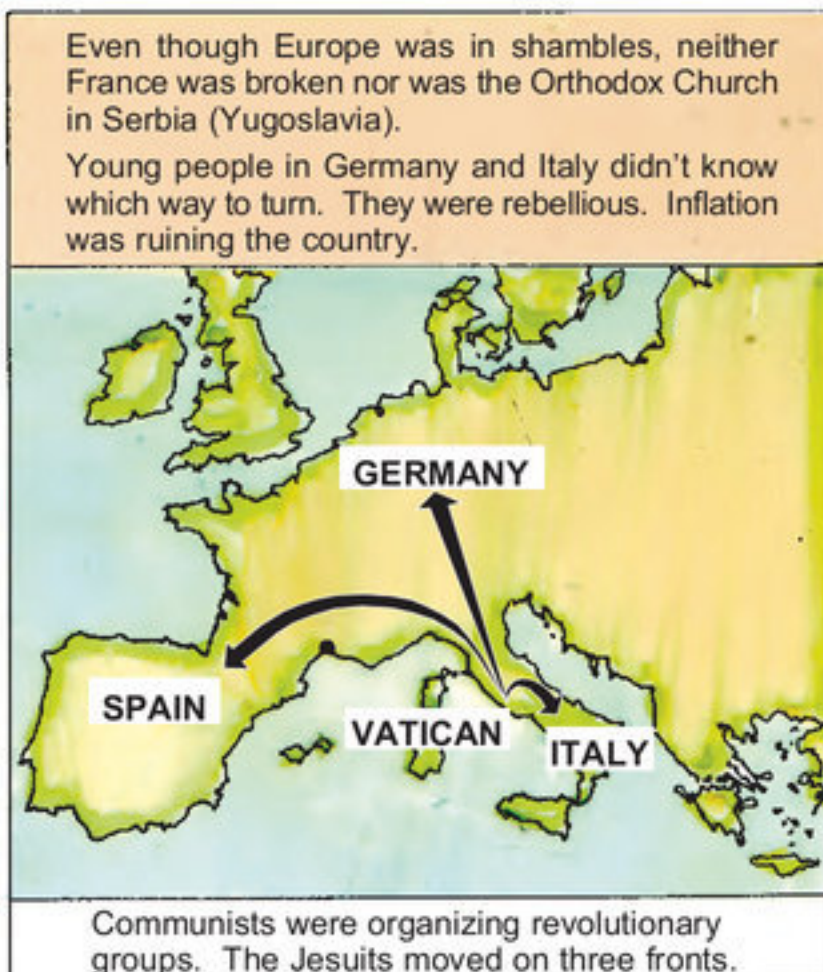 Even though Europe was in shambles, neither
France was broken nor was the Orthodox Church
in Serbia (Yugoslavia).
Young people in Germany and Italy didn't know
which way to turn. They were rebellious. Inflation
was ruining the country.
GERMANY
SPAIN
VATICAN
ITALY
Communists were organizing revolutionary
groups. The Jesuits moved on three fronts.